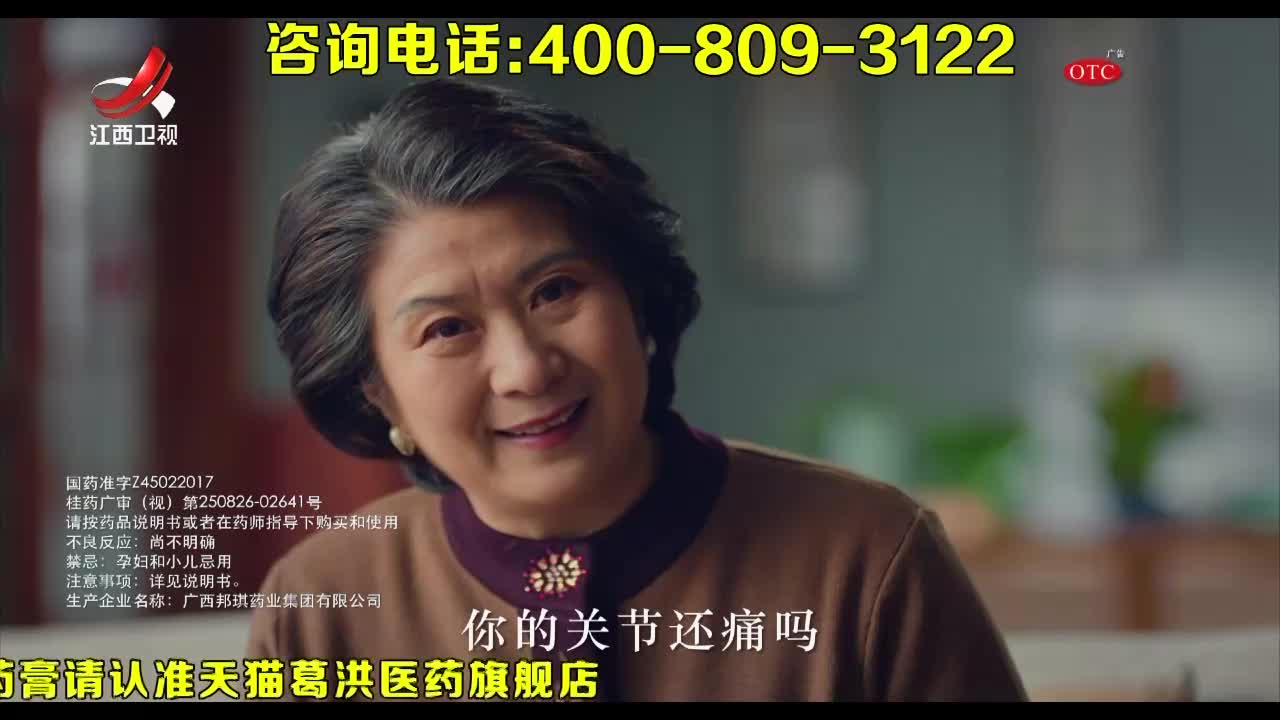 咨询电话:400-809-3122
广告
OTC
江西卫视
国药准字Z45022017
桂药广审（视）第250826-02641号
请按药品说明书或者在药师指导下购买和使用
不良反应：尚不明确
禁忌：孕妇和小儿忌用
注意事项：详见说明书。
生产企业名称：广西邦琪药业集团有限公司
你的关节还痛吗
药膏请认准天猫葛洪医药旗舰店